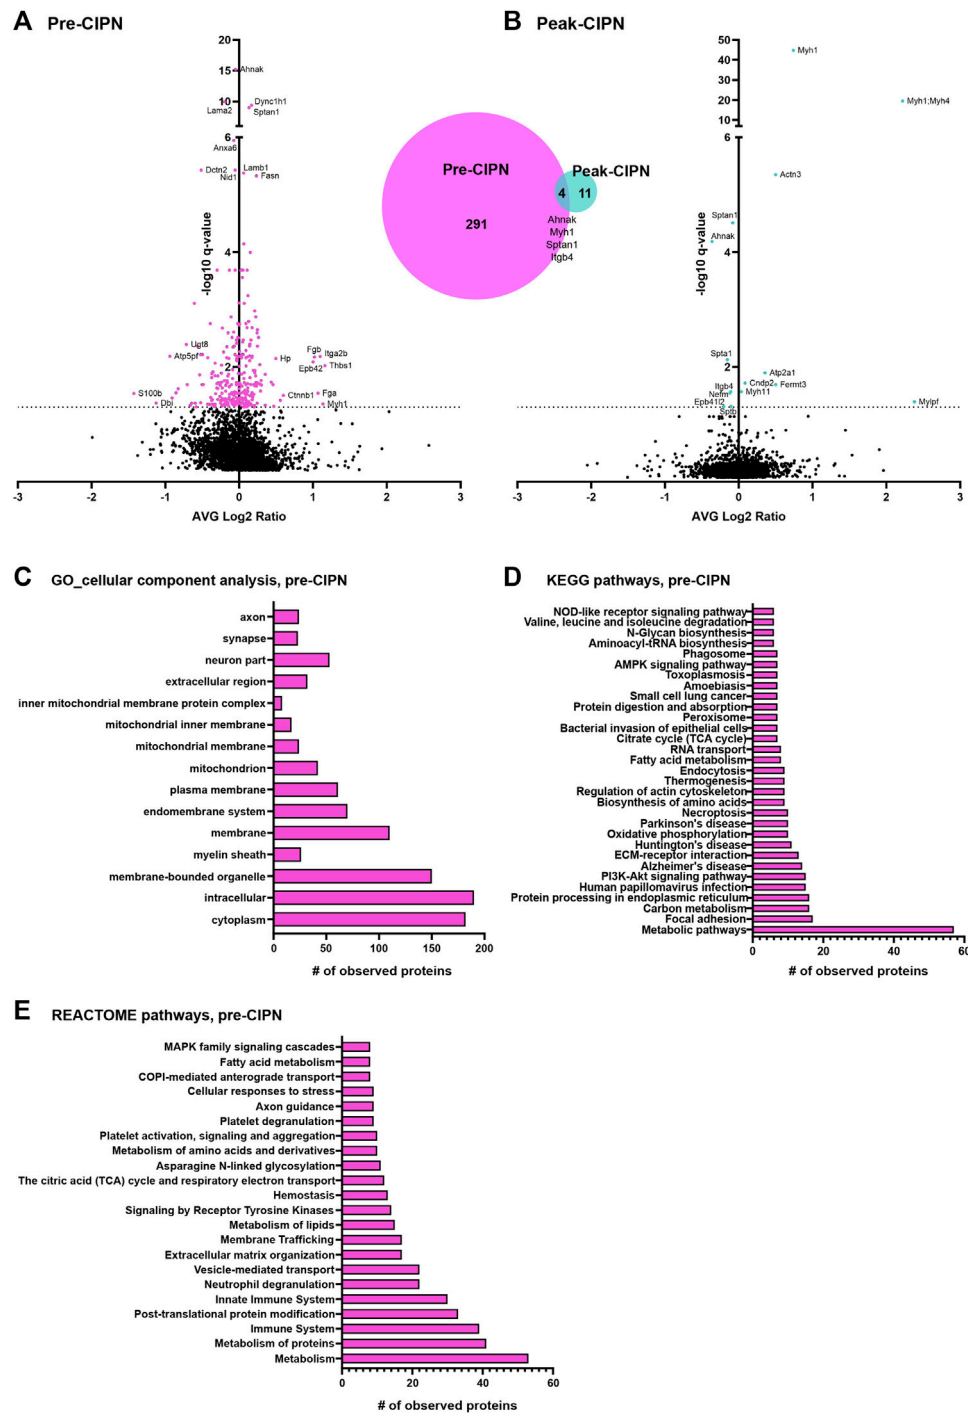 A Pre-CIPN
20
15
10
6
4
2
-log10 q-value
Ahnak
Dync1h1
Lama2
Sptan1
Anxa6
Dctn2
Lamb1
Nid1
Fasn
Ugt8
Atp5pf
Hp
Fgb
Itga2b
Epb42
Thbs1
S100b
Dbi
Ctnnb1
Fga
Myh1
-3 -2 -1 0 1 2 3
AVG Log2 Ratio
Pre-CIPN
Peak-CIPN
291
4
11
Ahnak
Myh1
Sptan1
Itgb4
B Peak-CIPN
50
40
30
20
10
6
4
2
-log10 q-value
Myh1
Myh1;Myh4
Actn3
Sptan1
Ahnak
Spta1
Atp2a1
Cndp2
Fermt3
Itgb4
Nefm
Myh11
Epb41l2
Sptb
Mylpf
-3 -2 -1 0 1 2 3
AVG Log2 Ratio
C GO_cellular component analysis, pre-CIPN
axon
synapse
neuron part
extracellular region
inner mitochondrial membrane protein complex
mitochondrial inner membrane
mitochondrial membrane
mitochondrion
plasma membrane
endomembrane system
membrane
myelin sheath
membrane-bounded organelle
intracellular
cytoplasm
0 50 100 150 200
# of observed proteins
D KEGG pathways, pre-CIPN
NOD-like receptor signaling pathway
Valine, leucine and isoleucine degradation
N-Glycan biosynthesis
Aminoacyl-tRNA biosynthesis
Phagosome
AMPK signaling pathway
Toxoplasmosis
Amoebiasis
Small cell lung cancer
Protein digestion and absorption
Peroxisome
Bacterial invasion of epithelial cells
Citrate cycle (TCA cycle)
RNA transport
Fatty acid metabolism
Endocytosis
Thermogenesis
Regulation of actin cytoskeleton
Biosynthesis of amino acids
Necroptosis
Parkinson's disease
Oxidative phosphorylation
Huntington's disease
ECM-receptor interaction
Alzheimer's disease
PI3K-Akt signaling pathway
Human papillomavirus infection
Protein processing in endoplasmic reticulum
Carbon metabolism
Focal adhesion
Metabolic pathways
0 20 40 60
# of observed proteins
E REACTOME pathways, pre-CIPN
MAPK family signaling cascades
Fatty acid metabolism
COPI-mediated anterograde transport
Cellular responses to stress
Axon guidance
Platelet degranulation
Platelet activation, signaling and aggregation
Metabolism of amino acids and derivatives
Asparagine N-linked glycosylation
The citric acid (TCA) cycle and respiratory electron transport
Hemostasis
Signaling by Receptor Tyrosine Kinases
Metabolism of lipids
Membrane Trafficking
Extracellular matrix organization
Vesicle-mediated transport
Neutrophil degranulation
Innate Immune System
Post-translational protein modification
Immune System
Metabolism of proteins
Metabolism
0 20 40 60
# of observed proteins